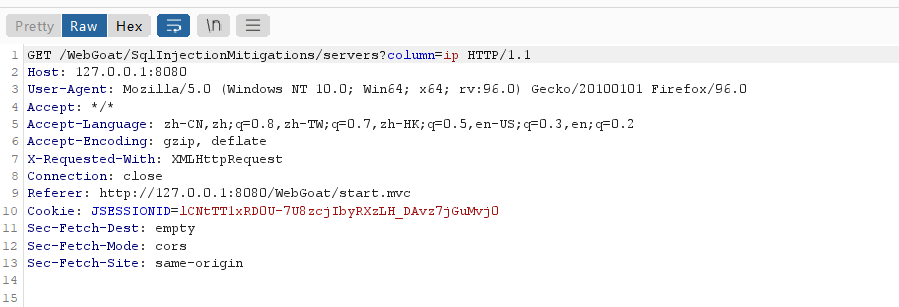 Pretty Raw Hex \n
1 GET /WebGoat/SqlInjectionMitigations/servers?column=ip HTTP/1.1
2 Host: 127.0.0.1:8080
3 User-Agent: Mozilla/5.0 (Windows NT 10.0; Win64; x64; rv:96.0) Gecko/20100101 Firefox/96.0
4 Accept: */*
5 Accept-Language: zh-CN,zh;q=0.8,zh-TW;q=0.7,zh-HK;q=0.5,en-US;q=0.3,en;q=0.2
6 Accept-Encoding: gzip, deflate
7 X-Requested-With: XMLHttpRequest
8 Connection: close
9 Referer: http://127.0.0.1:8080/WebGoat/start.mvc
10 Cookie: JSESSIONID=lCNtTTlxRD0U-7U8zcjIbyRXzLH_DAvz7jGuMvj0
11 Sec-Fetch-Dest: empty
12 Sec-Fetch-Mode: cors
13 Sec-Fetch-Site: same-origin
14
15